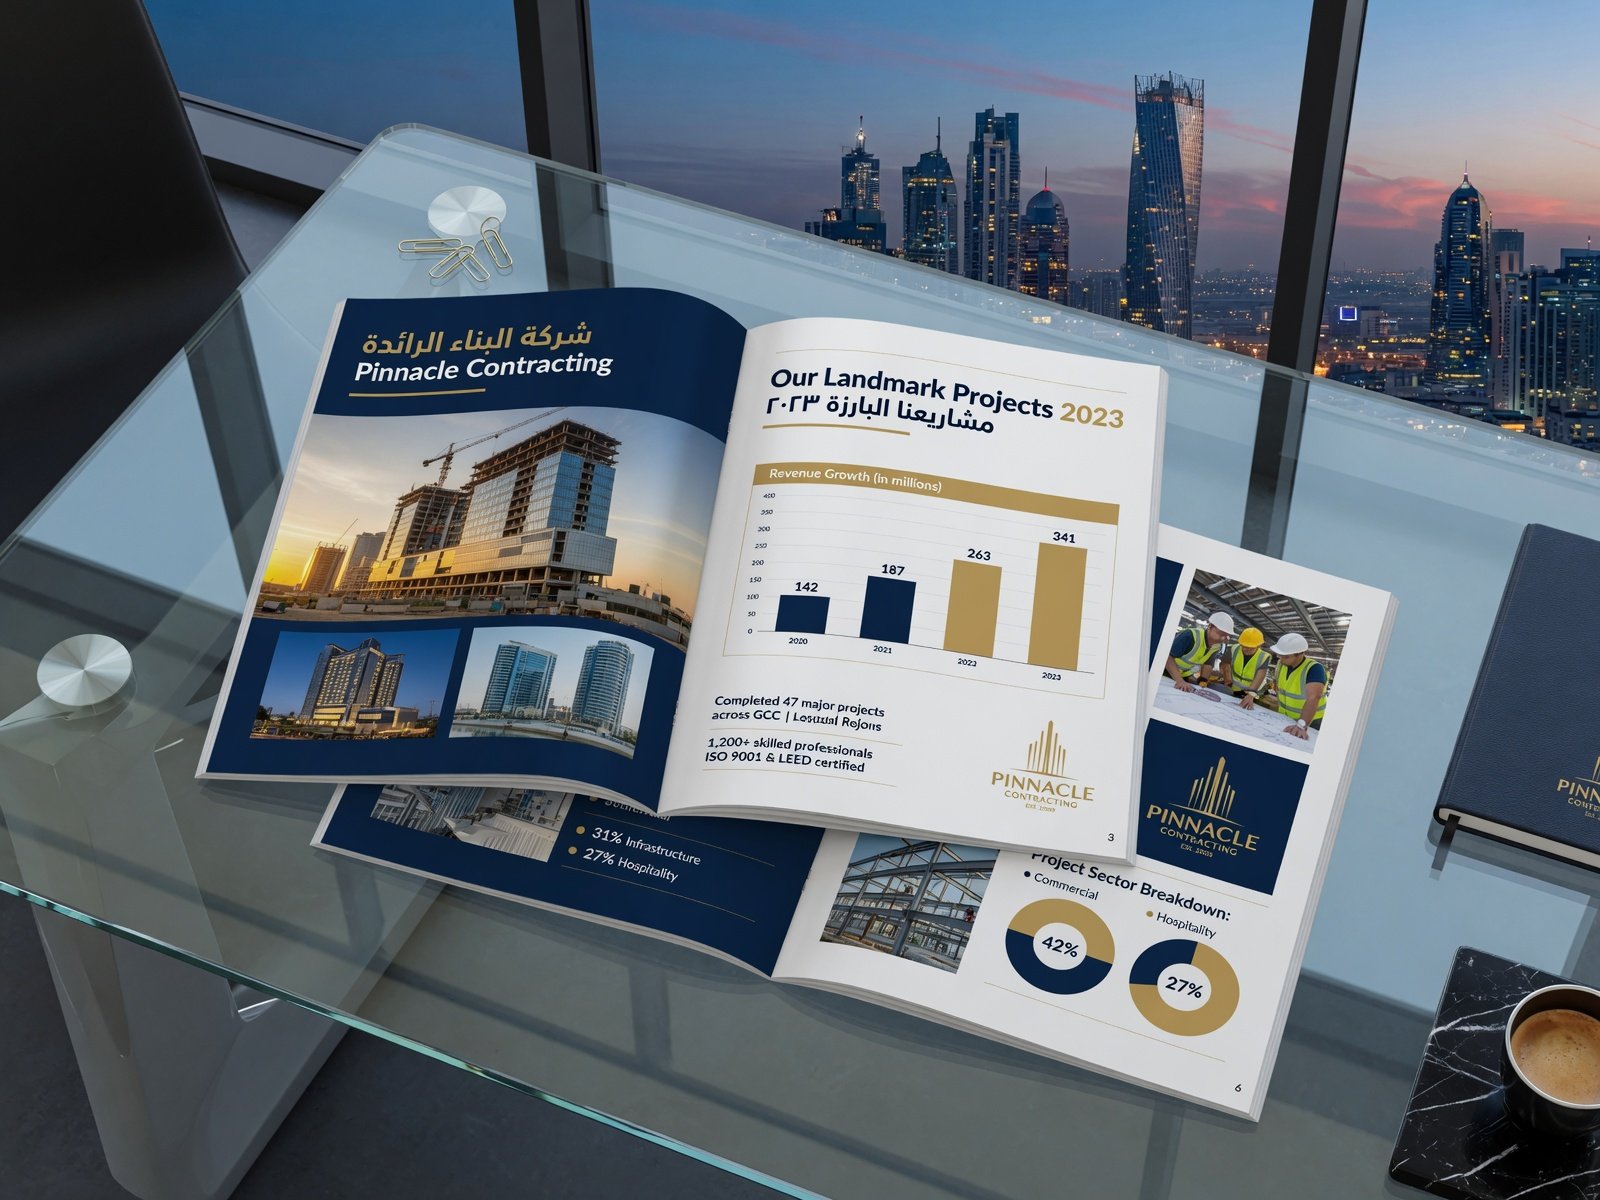 شركة البناء الرائدة
Pinnacle Contracting
Our Landmark Projects 2023
مشاريعنا البارزة ٢٠٢٣
Revenue Growth (in millions)
400
350
300
250
200
150
100
50
0
142
187
263
341
2020
2021
2022
2023
Completed 47 major projects
across GCC |
1,200+ skilled professionals
ISO 9001 & LEED certified
PINNACLE
CONTRACTING
3
31% Infrastructure
27% Hospitality
PINNACLE
CONTRACTING
Project Sector Breakdown:
Commercial
Hospitality
42%
27%
6